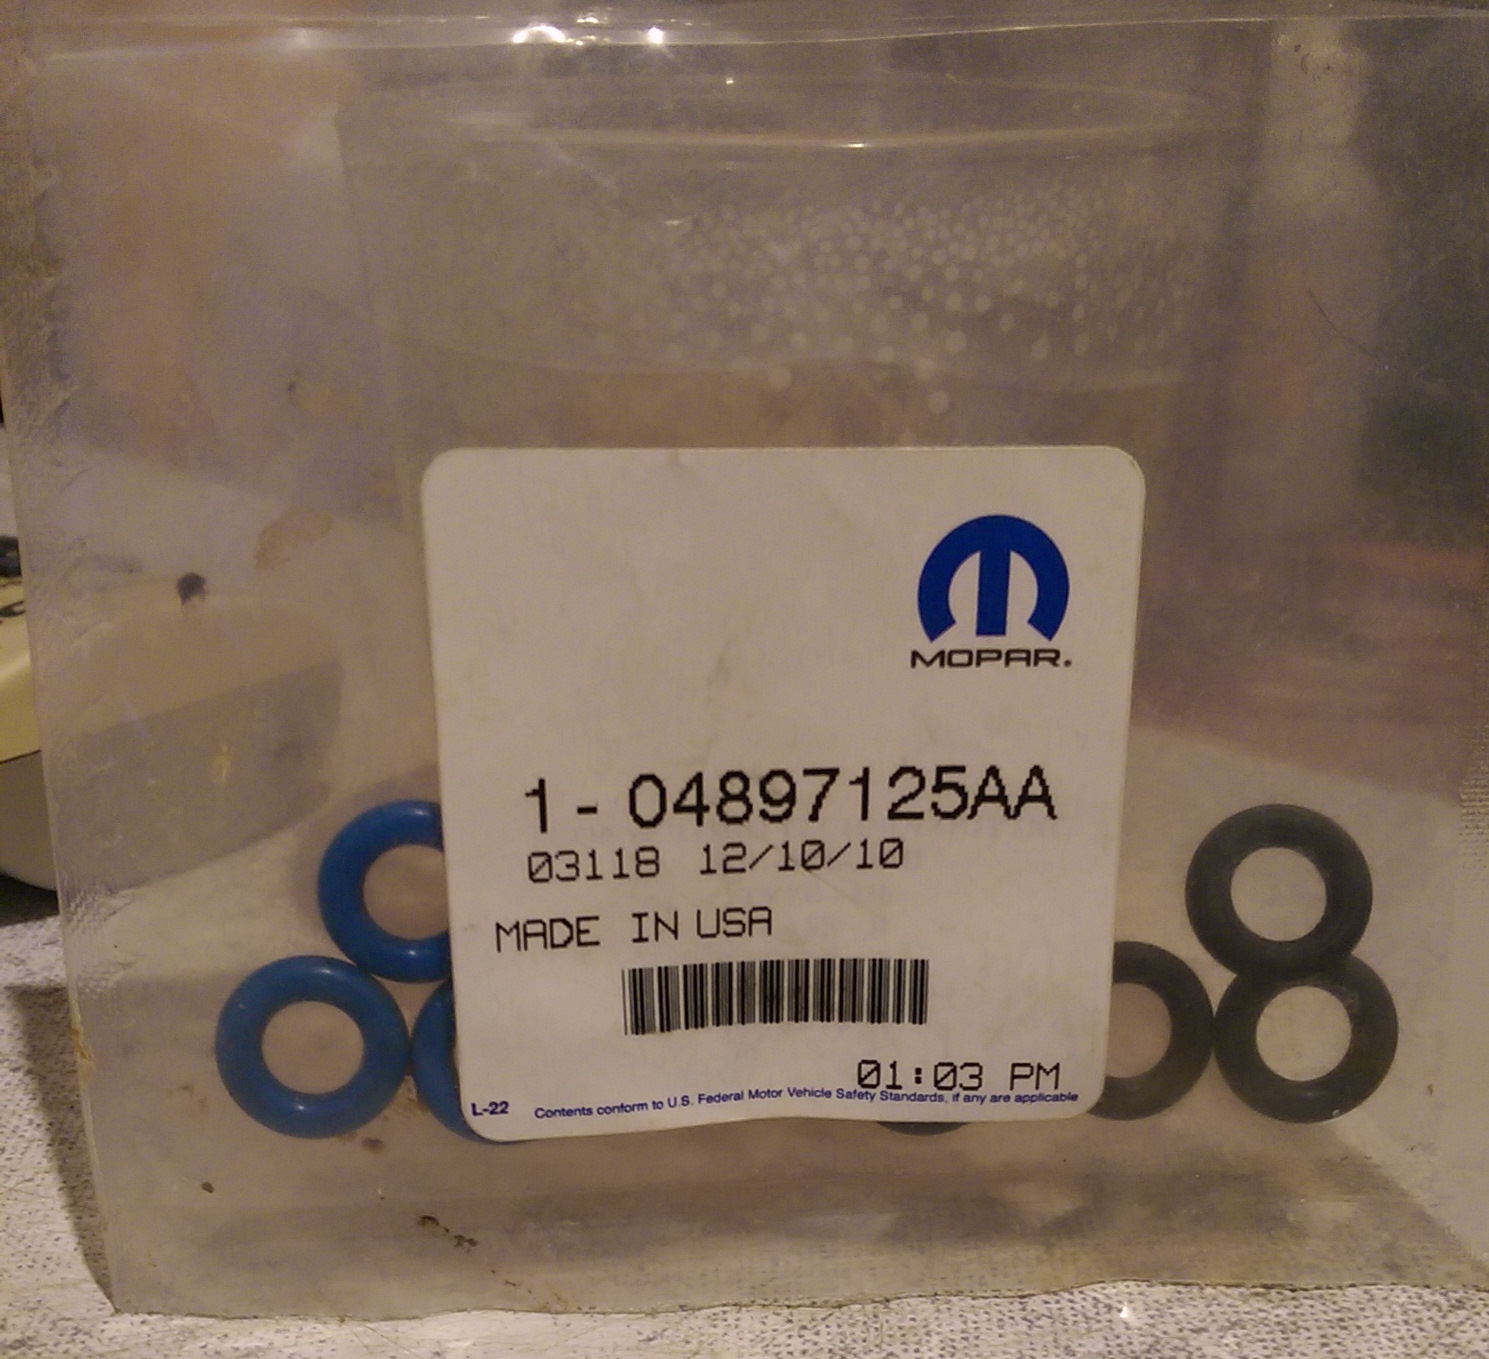 MOPAR.
1 - 04897125AA
03118 12/10/10
MADE IN USA
01:03 PM
L-22 Contents conform to U.S. Federal Motor Vehicle Safety Standards, if any are applicable